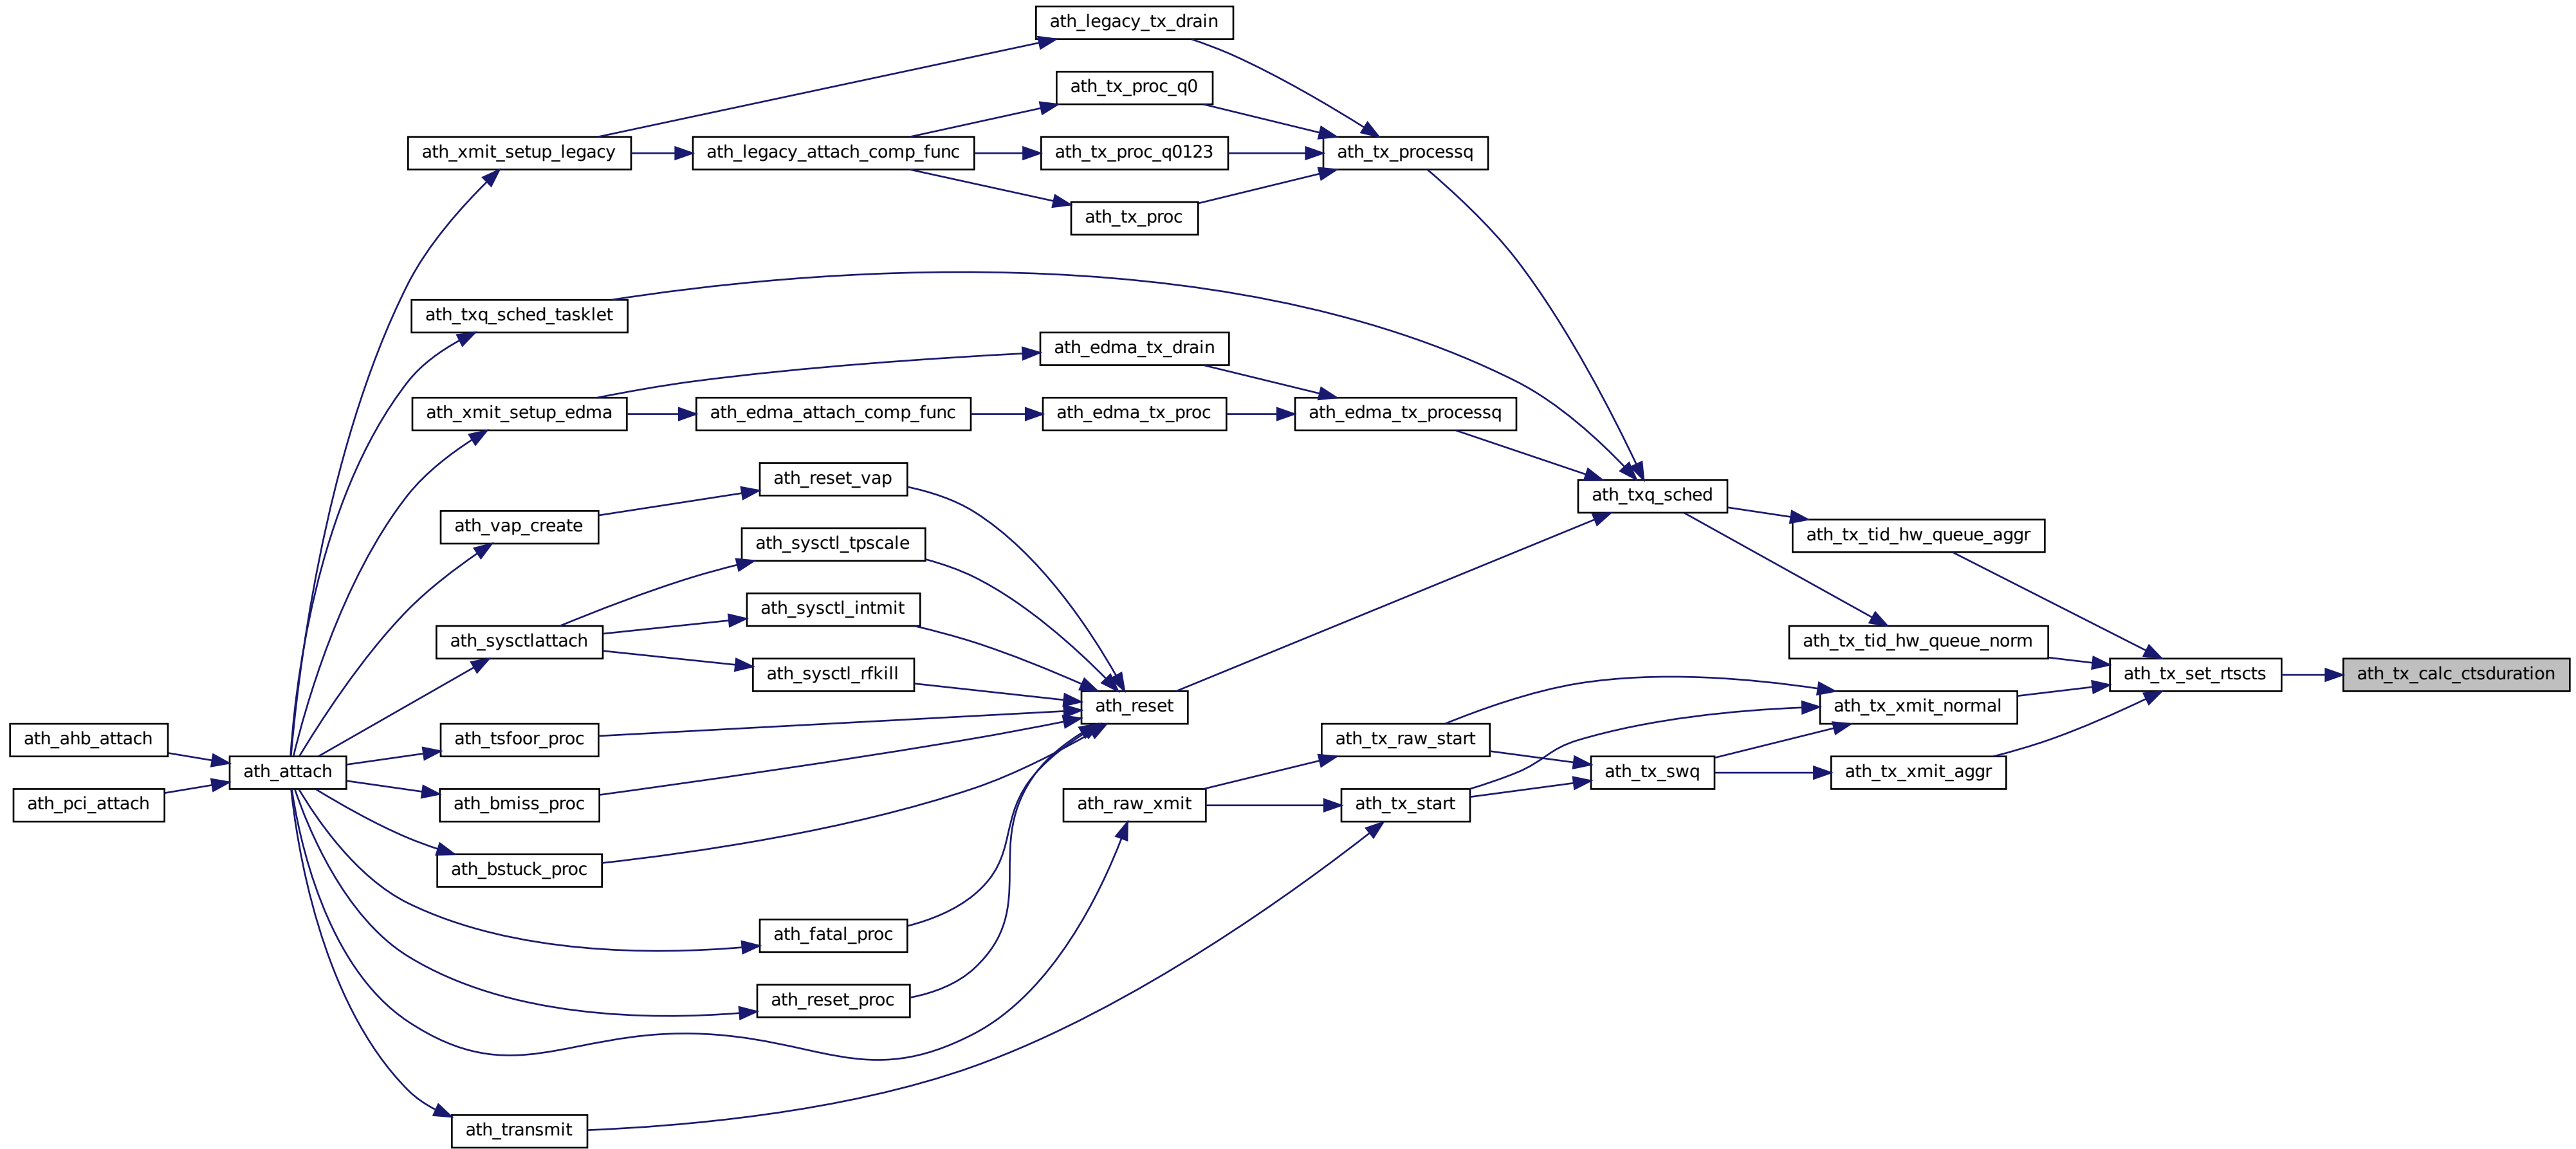 ath_legacy_tx_drain
ath_tx_proc_q0
ath_xmit_setup_legacy
ath_legacy_attach_comp_func
ath_tx_proc_q0123
ath_tx_processq
ath_tx_proc
ath_txq_sched_tasklet
ath_edma_tx_drain
ath_xmit_setup_edma
ath_edma_attach_comp_func
ath_edma_tx_proc
ath_edma_tx_processq
ath_reset_vap
ath_txq_sched
ath_vap_create
ath_tx_tid_hw_queue_aggr
ath_sysctl_tpscale
ath_sysctl_intmit
ath_sysctlattach
ath_tx_tid_hw_queue_norm
ath_sysctl_rfkill
ath_tx_set_rtscts
ath_tx_calc_ctsduration
ath_reset
ath_tx_xmit_normal
ath_ahb_attach
ath_tsfoor_proc
ath_tx_raw_start
ath_attach
ath_tx_swq
ath_tx_xmit_aggr
ath_pci_attach
ath_bmiss_proc
ath_raw_xmit
ath_tx_start
ath_bstuck_proc
ath_fatal_proc
ath_reset_proc
ath_transmit